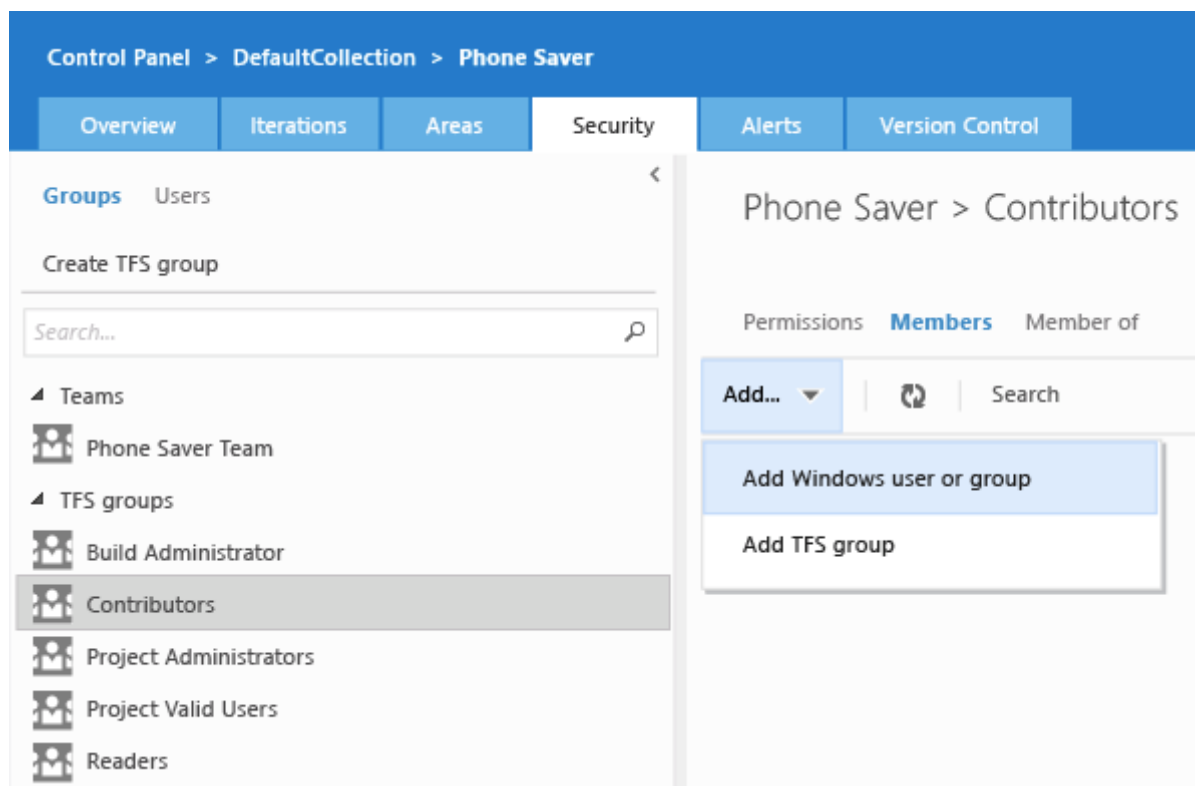 Control Panel > DefaultCollection > Phone Saver
Overview Iterations Areas Security Alerts Version Control
Groups Users
Create TFS group
Search...
Teams
Phone Saver Team
TFS groups
Build Administrator
Contributors
Project Administrators
Project Valid Users
Readers
Phone Saver > Contributors
Permissions Members Member of
Add... Search
Add Windows user or group
Add TFS group